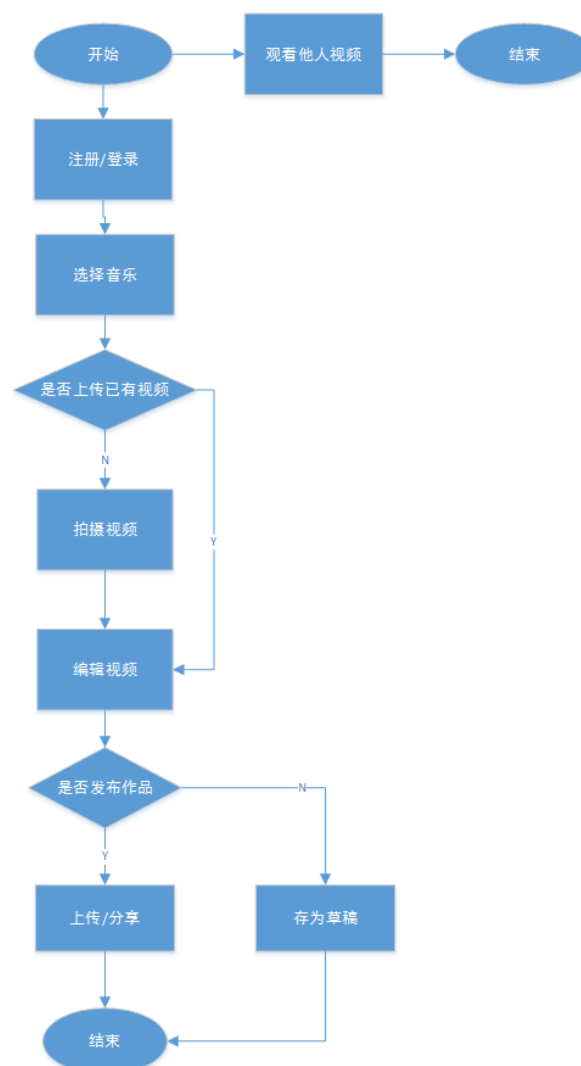 开始
观看他人视频
结束
注册/登录
选择音乐
是否上传已有视频
N
拍摄视频
Y
编辑视频
是否发布作品
N
Y
上传/分享
存为草稿
结束